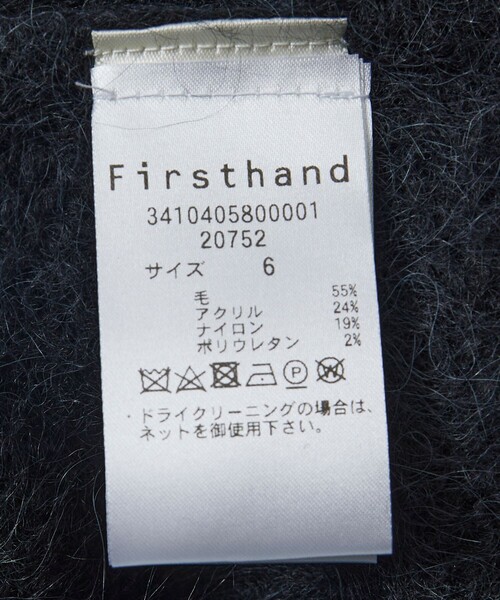 Firsthand
3410405800001
20752
サイズ 6
毛 55%
アクリル 24%
ナイロン 19%
ポリウレタン 2%
P W
・ドライクリーニングの場合は、
ネットを御使用下さい。